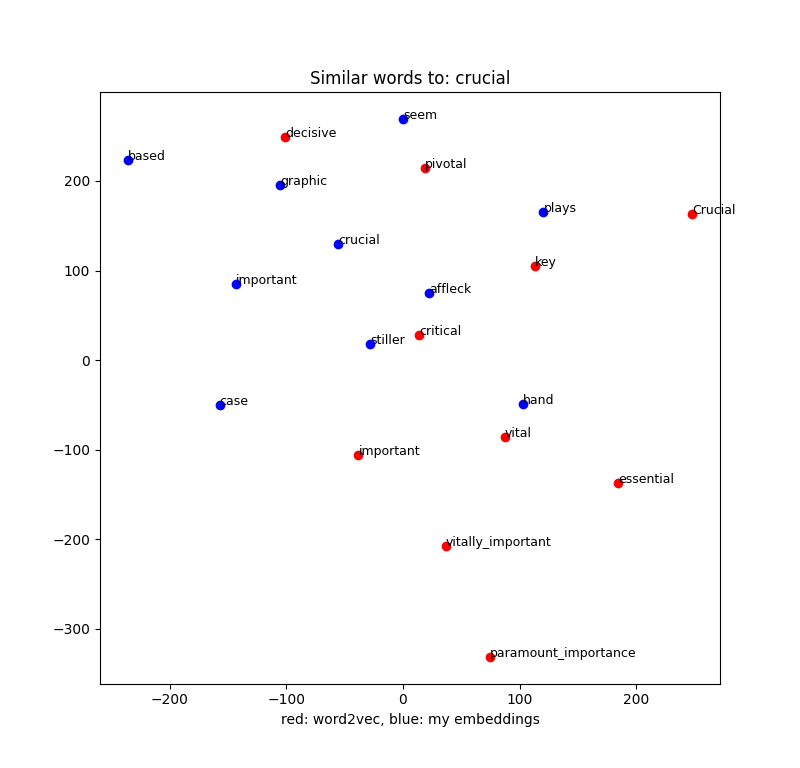 Similar words to: crucial
seem
decisive
based
pivotal
graphic
plays
Crucial
crucial
key
important
affleck
critical
stiller
case
hand
vital
important
essential
vitally_important
paramount_importance
200
100
0
−100
−200
−300
−200
−100
0
100
200
red: word2vec, blue: my embeddings